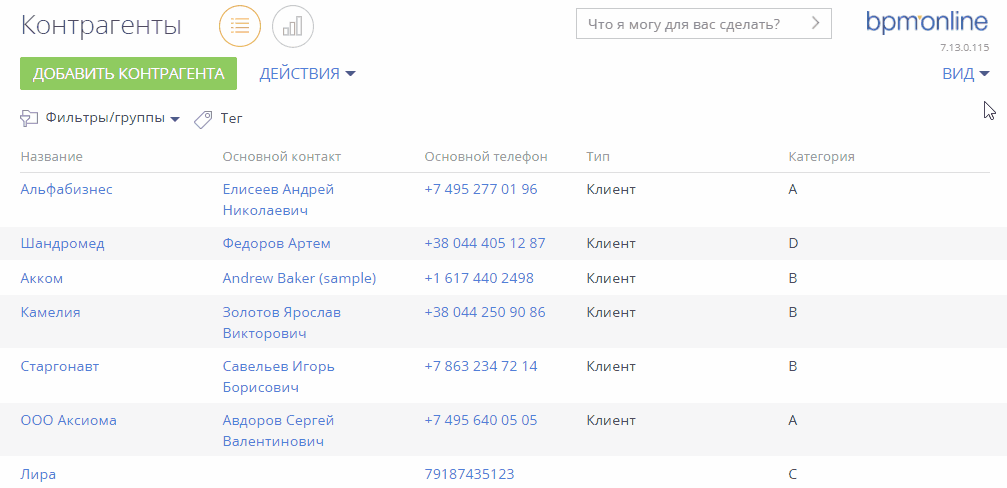 Контрагенты
Что я могу для вас сделать?
bpmonline
7.13.0.115
ДОБАВИТЬ КОНТРАГЕНТА ДЕЙСТВИЯ ВИД
Фильтры/группы Тег
Название Основной контакт Основной телефон Тип Категория
Альфабизнес Елисеев Андрей +7 495 277 01 96 Клиент A
Николаевич
Шандромед Федоров Артем +38 044 405 12 87 Клиент D
Акком Andrew Baker (sample) +1 617 440 2498 Клиент B
Камелия Золотов Ярослав +38 044 250 90 86 Клиент B
Викторович
Старгонавт Савельев Игорь +7 863 234 72 14 Клиент B
Борисович
ООО Аксиома Авдоров Сергей +7 495 640 05 05 Клиент A
Валентинович
Лира 79187435123 C